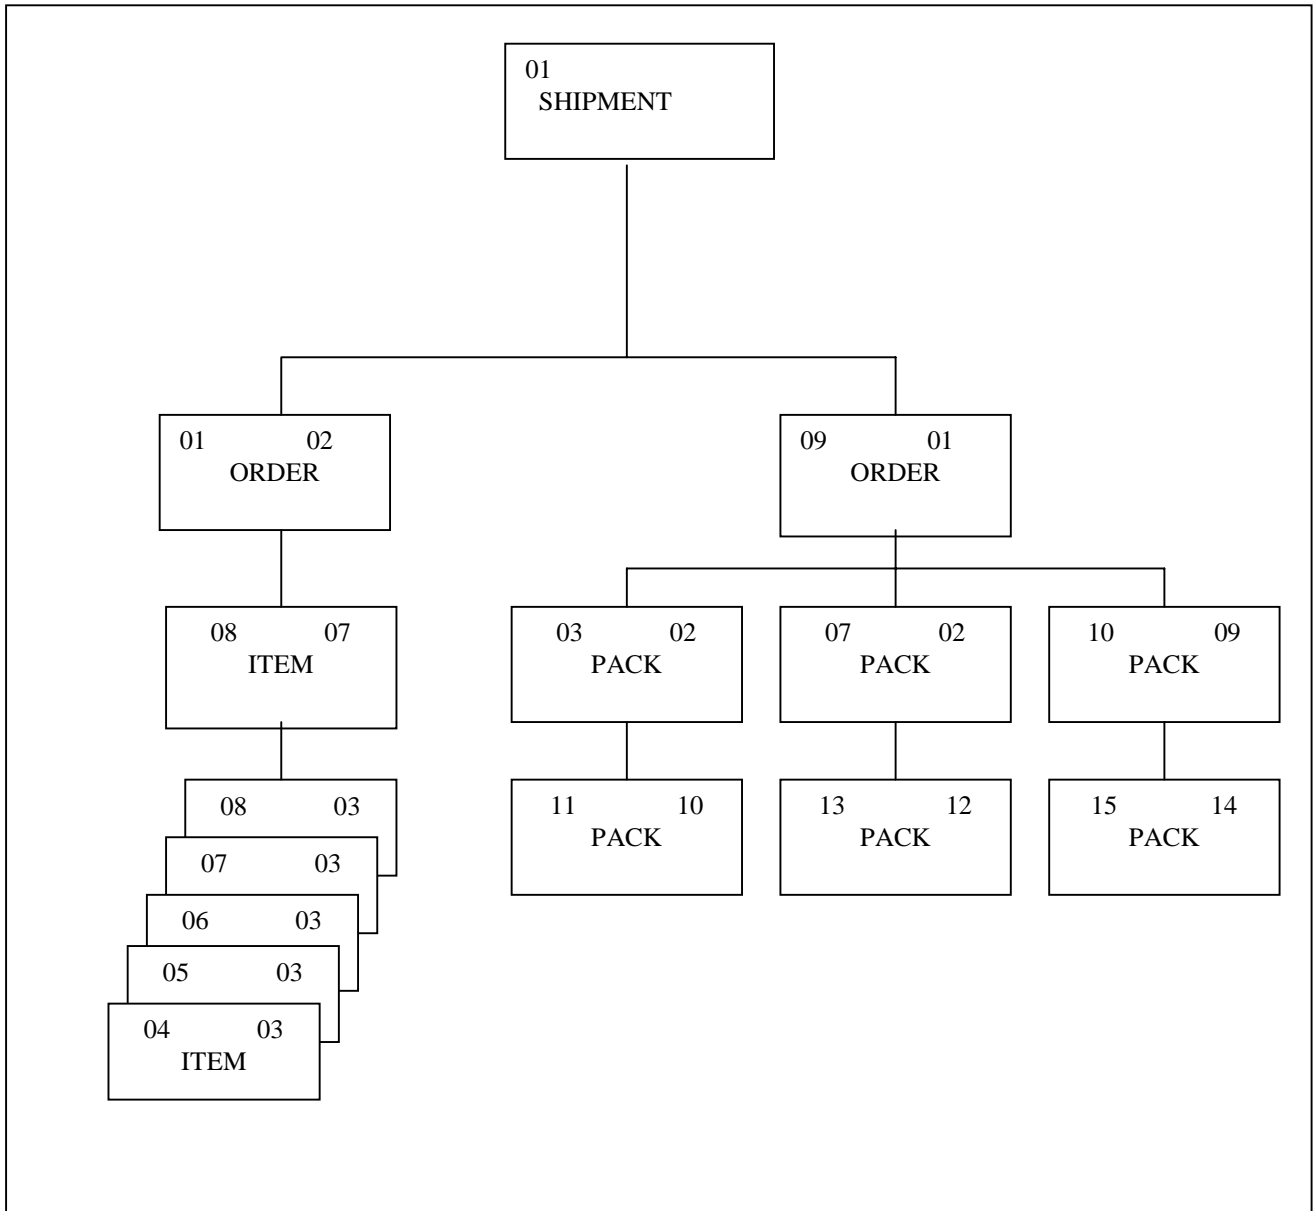 01
SHIPMENT
01 02
ORDER
09 01
ORDER
08 07
ITEM
03 02
PACK
07 02
PACK
10 09
PACK
08 03
07 03
06 03
05 03
04 03
ITEM
11 10
PACK
13 12
PACK
15 14
PACK